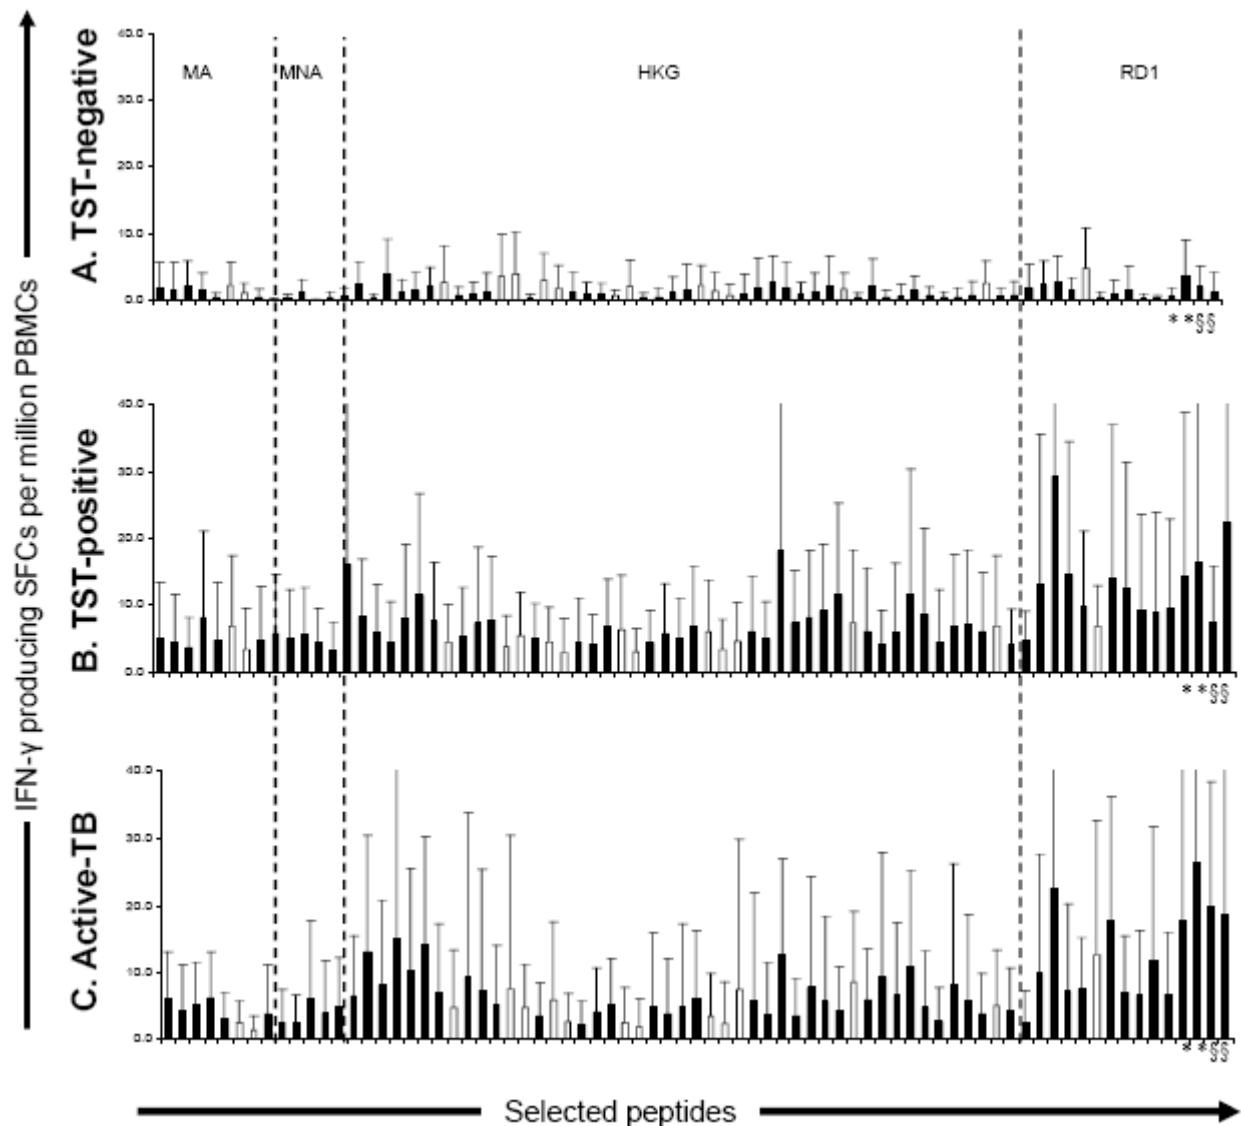 IFN-γ producing SFCs per million PBMCs
A. TST-negative
40.0
30.0
20.0
10.0
0.0
MA MNA HKG RD1
* * § §
B. TST-positive
40.0
30.0
20.0
10.0
0.0
* * § §
C. Active-TB
40.0
30.0
20.0
10.0
0.0
* * § §
Selected peptides